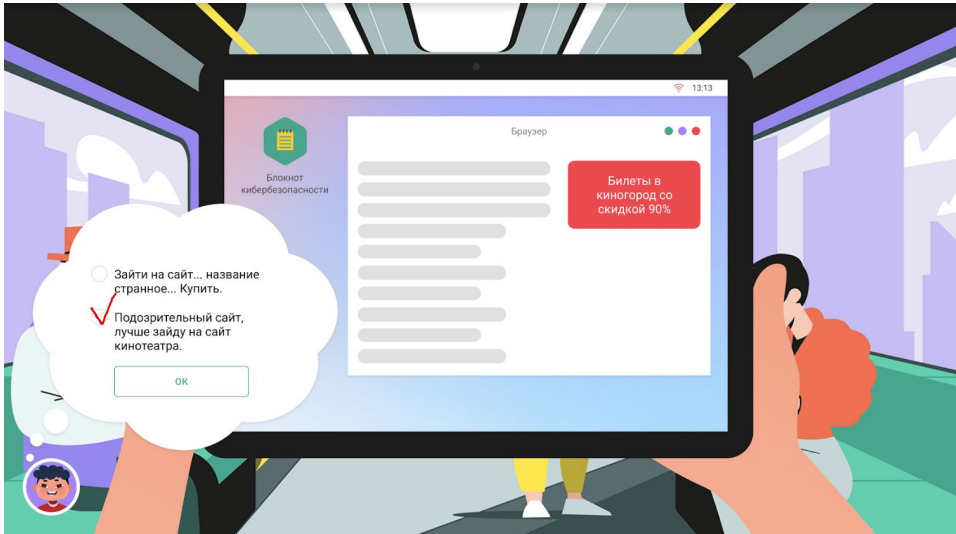 13:13
Браузер
Блокнот
кибербезопасности
Билеты в
киногород со
скидкой 90%
Зайти на сайт... название
странное... Купить.
Подозрительный сайт,
лучше зайду на сайт
кинотеатра.
ОК